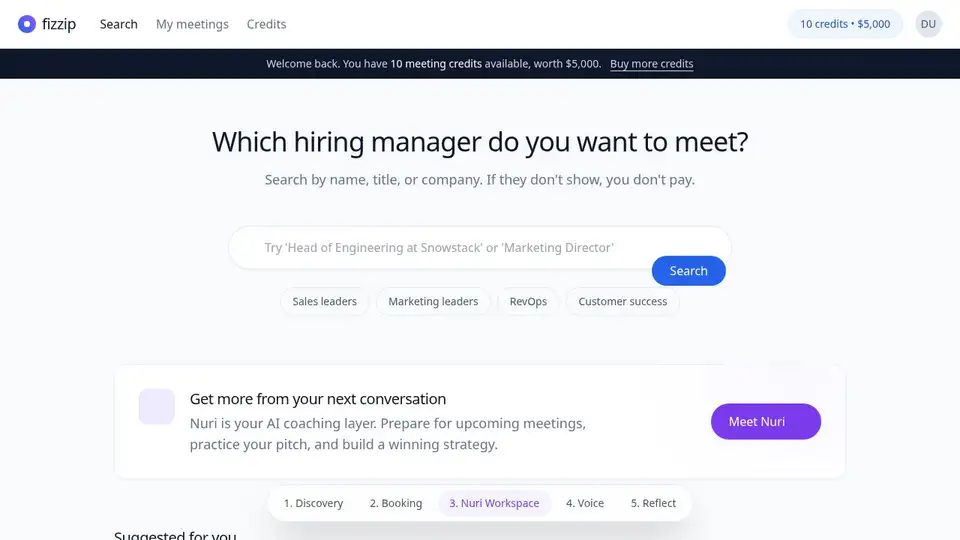 fizzip
Search
My meetings
Credits
10 credits • $5,000
DU
Welcome back. You have 10 meeting credits available, worth $5,000. Buy more credits
Which hiring manager do you want to meet?
Search by name, title, or company. If they don't show, you don't pay.
Try 'Head of Engineering at Snowstack' or 'Marketing Director'
Search
Sales leaders
Marketing leaders
RevOps
Customer success
Get more from your next conversation
Nuri is your AI coaching layer. Prepare for upcoming meetings,
practice your pitch, and build a winning strategy.
Meet Nuri
1. Discovery
2. Booking
3. Nuri Workspace
4. Voice
5. Reflect
Suggested for you